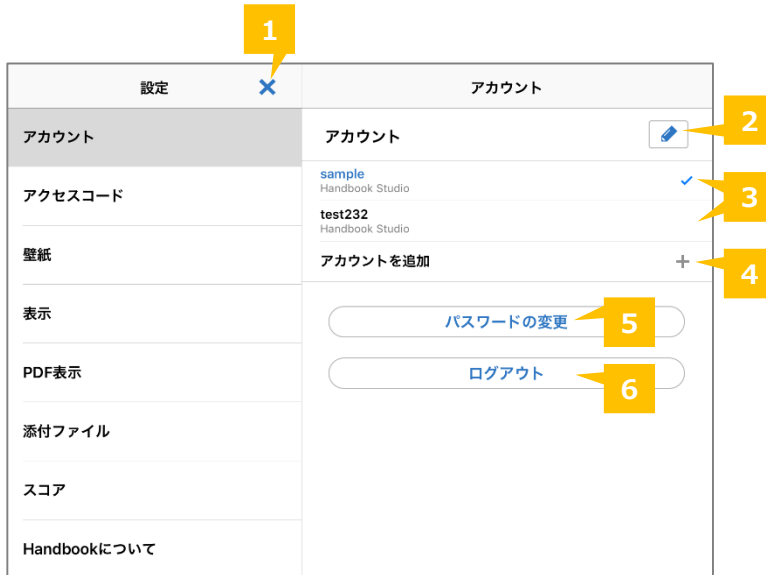 1
設定
アカウント
アカウント
アカウント
2
sample
Handbook Studio
3
アクセスコード
test232
Handbook Studio
壁紙
アカウントを追加
4
表示
パスワードの変更
5
PDF表示
ログアウト
6
添付ファイル
スコア
Handbookについて